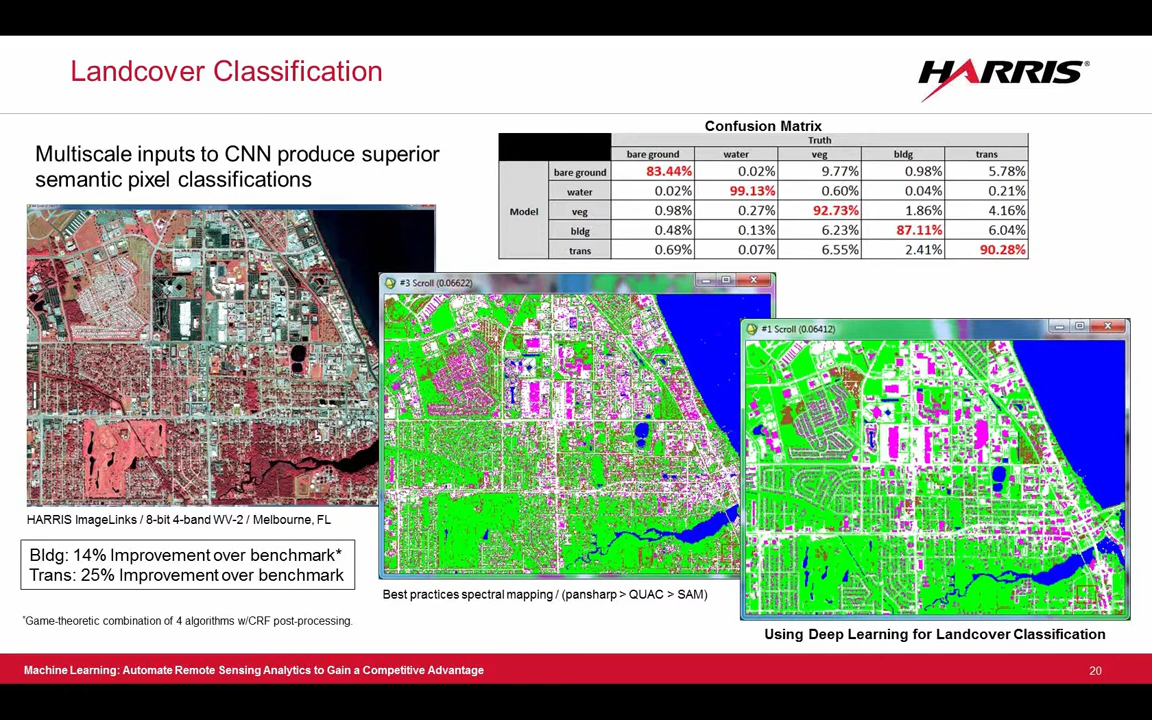 Landcover Classification
HARRIS®
Multiscale inputs to CNN produce superior
semantic pixel classifications
Confusion Matrix
Truth
bare ground water veg bldg trans
bare ground 83.44% 0.02% 9.77% 0.98% 5.78%
water 0.02% 99.13% 0.60% 0.04% 0.21%
Model veg 0.98% 0.27% 92.73% 1.86% 4.16%
bldg 0.48% 0.13% 6.23% 87.11% 6.04%
trans 0.69% 0.07% 6.55% 2.41% 90.28%
#3 Scroll (0.06622)
#1 Scroll (0.06412)
HARRIS ImageLinks / 8-bit 4-band WV-2 / Melbourne, FL
Bldg: 14% Improvement over benchmark*
Trans: 25% Improvement over benchmark
Best practices spectral mapping / (pansharp > QUAC > SAM)
*Game-theoretic combination of 4 algorithms w/CRF post-processing.
Using Deep Learning for Landcover Classification
Machine Learning: Automate Remote Sensing Analytics to Gain a Competitive Advantage
20